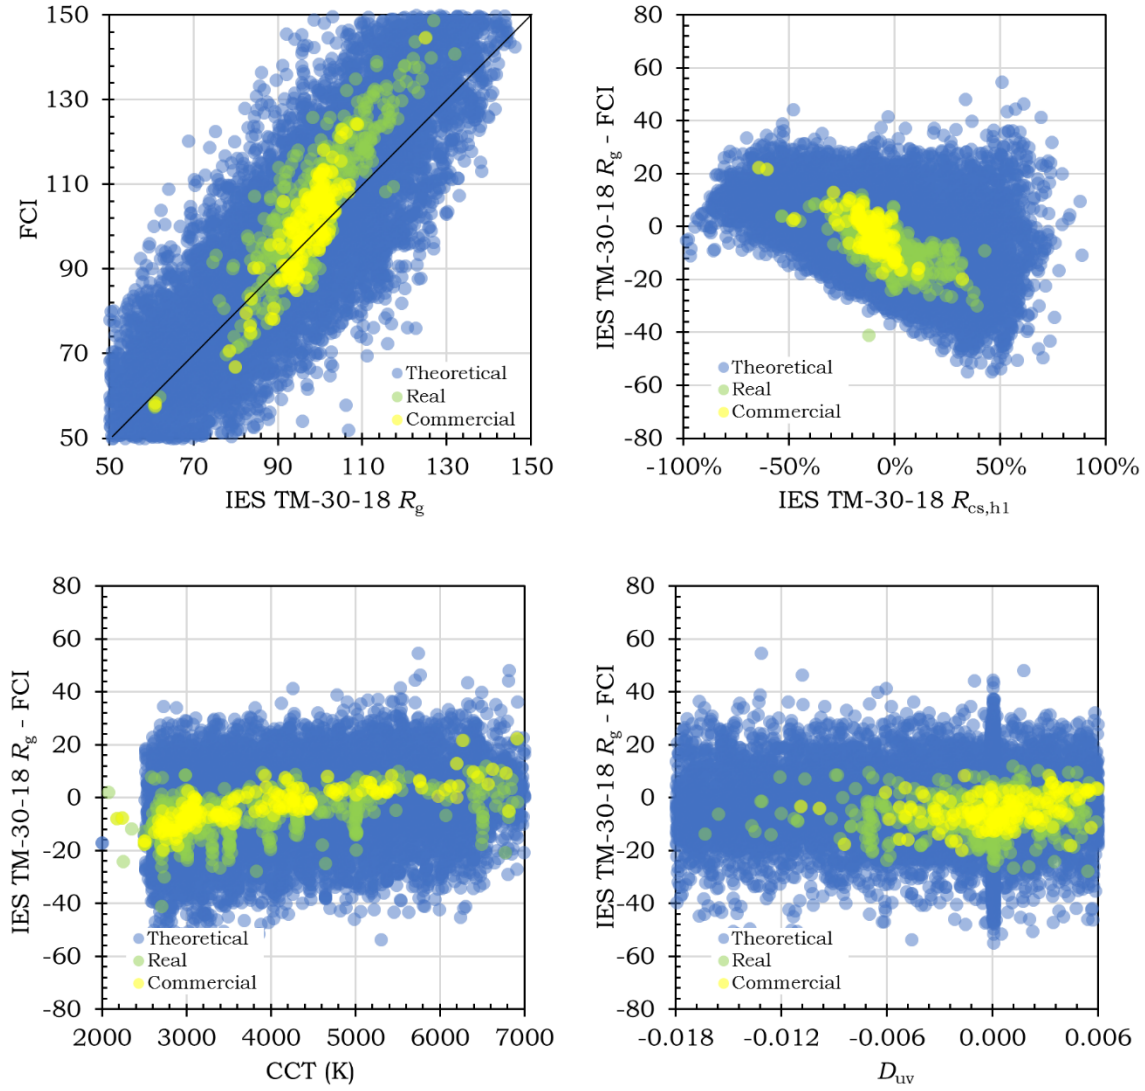 150
130
110
90
70
50
FCI
Theoretical
Real
Commercial
50 70 90 110 130 150
IES TM-30-18 Rg
80
60
40
20
0
-20
-40
-60
-80
IES TM-30-18 Rg - FCI
Theoretical
Real
Commercial
-100% -50% 0% 50% 100%
IES TM-30-18 Rcs,h1
80
60
40
20
0
-20
-40
-60
-80
IES TM-30-18 Rg - FCI
Theoretical
Real
Commercial
2000 3000 4000 5000 6000 7000
CCT (K)
80
60
40
20
0
-20
-40
-60
-80
IES TM-30-18 Rg - FCI
Theoretical
Real
Commercial
-0.018 -0.012 -0.006 0.000 0.006
Duv